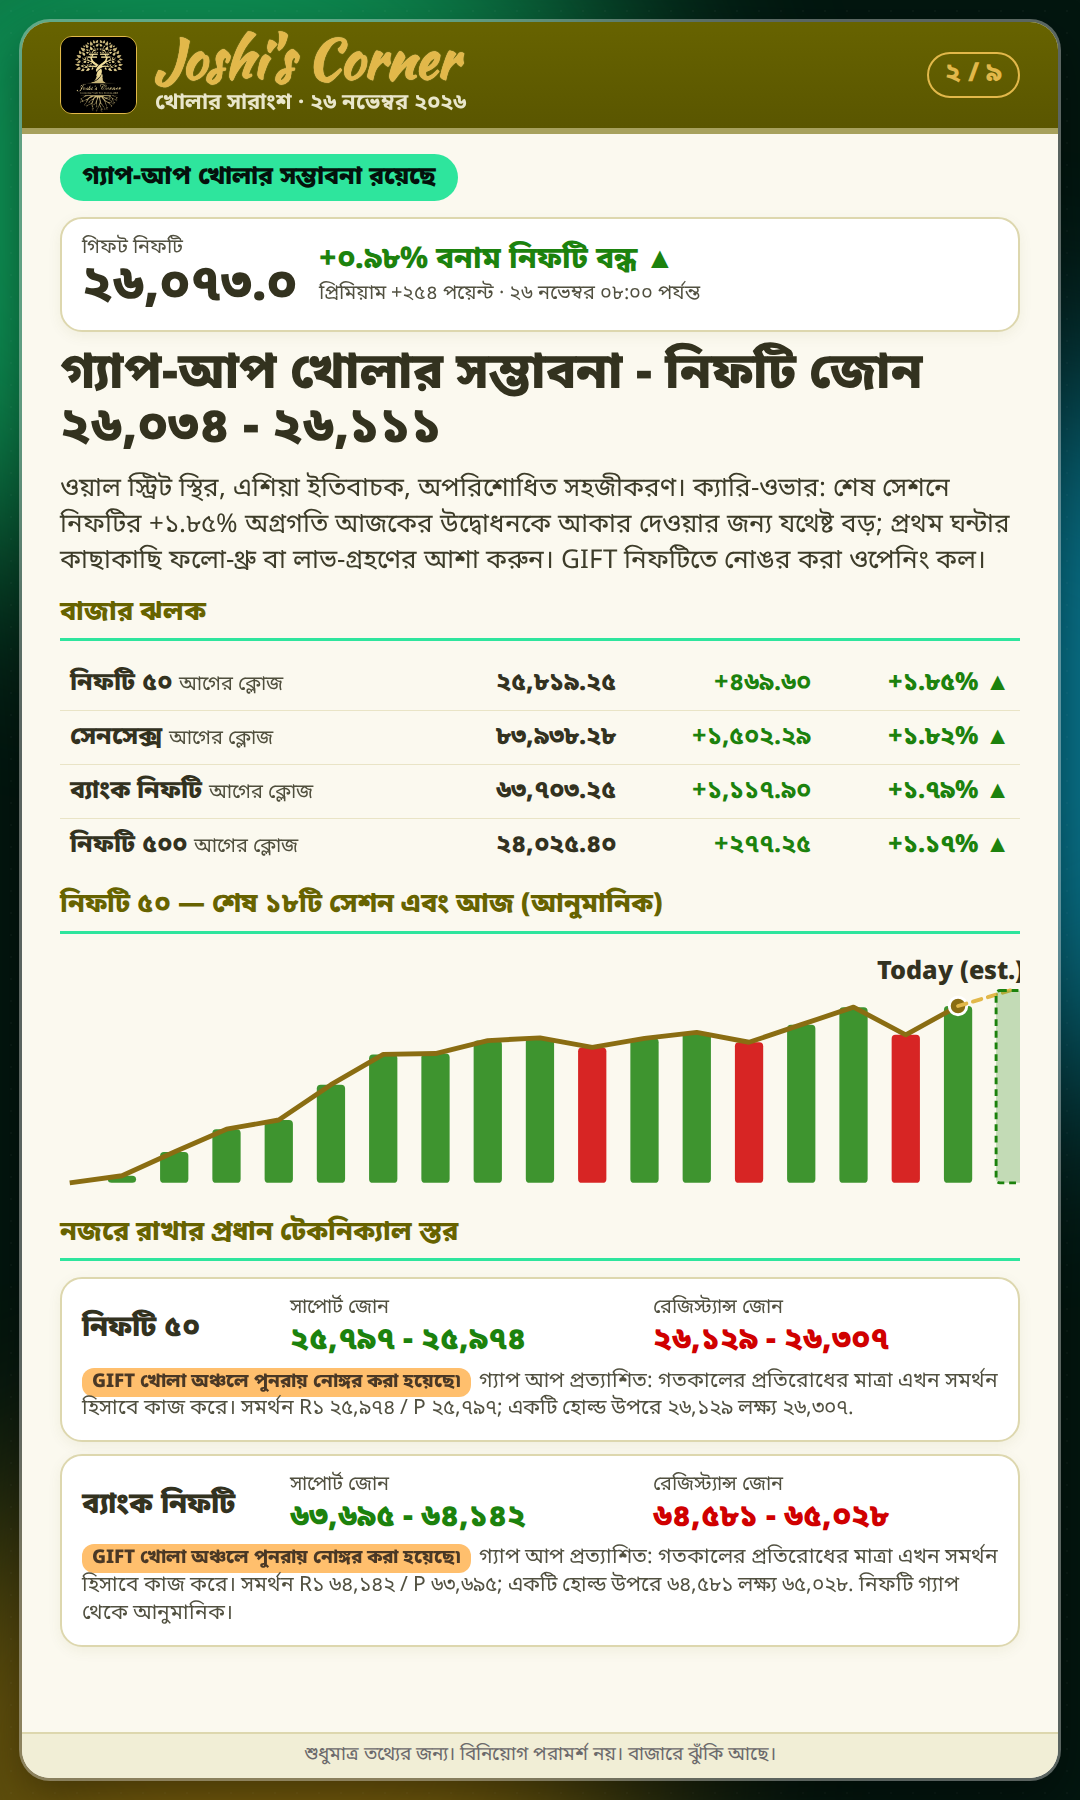 Joshi's Corner
খোলার সারাংশ · ২৬ নভেম্বর ২০২৬
২ / ৯
গ্যাপ-আপ খোলার সম্ভাবনা রয়েছে
গিফট নিফটি
২৬,০৭৩.০
+০.৯৮% বনাম নিফটি বন্ধ ▲
প্রিমিয়াম +২৫৪ পয়েন্ট · ২৬ নভেম্বর ০৮:০০ পর্যন্ত
গ্যাপ-আপ খোলার সম্ভাবনা - নিফটি জোন
২৬,০৩৪ - ২৬,১১১
ওয়াল স্ট্রিট স্থির, এশিয়া ইতিবাচক, অপরিশোধিত সহজীকরণ। ক্যারি-ওভার: শেষ সেশনে
নিফটির +১.৮৫% অগ্রগতি আজকের উদ্বোধনকে আকার দেওয়ার জন্য যথেষ্ট বড়; প্রথম ঘন্টার
কাছাকাছি ফলো-থ্রু বা লাভ-গ্রহণের আশা করুন। GIFT নিফটিতে নোঙর করা ওপেনিং কল।
বাজার ঝলক
নিফটি ৫০ আগের ক্লোজ ২৫,৮১৯.২৫ +৪৬৯.৬০ +১.৮৫% ▲
সেনসেক্স আগের ক্লোজ ৮৩,৯৩৮.২৮ +১,৫০২.২৯ +১.৮২% ▲
ব্যাংক নিফটি আগের ক্লোজ ৬৩,৭০৩.২৫ +১,১১৭.৯০ +১.৭৯% ▲
নিফটি ৫০০ আগের ক্লোজ ২৪,০২৫.৪০ +২৭৭.২৫ +১.১৭% ▲
নিফটি ৫০ — শেষ ১৮টি সেশন এবং আজ (আনুমানিক)
Today (est.)
নজরে রাখার প্রধান টেকনিক্যাল স্তর
নিফটি ৫০
সাপোর্ট জোন
২৫,৭৯৭ - ২৫,৯৭৪
রেজিস্ট্যান্স জোন
২৬,১২৯ - ২৬,৩০৭
GIFT খোলা অঞ্চলে পুনরায় নোঙ্গর করা হয়েছে৷ গ্যাপ আপ প্রত্যাশিত: গতকালের প্রতিরোধের মাত্রা এখন সমর্থন
হিসাবে কাজ করে। সমর্থন R১ ২৫,৯৭৪ / P ২৫,৭৯৭; একটি হোল্ড উপরে ২৬,১২৯ লক্ষ্য ২৬,৩০৭.
ব্যাংক নিফটি
সাপোর্ট জোন
৬৩,৬৯৫ - ৬৪,১৪২
রেজিস্ট্যান্স জোন
৬৪,৫৮১ - ৬৫,০২৮
GIFT খোলা অঞ্চলে পুনরায় নোঙ্গর করা হয়েছে৷ গ্যাপ আপ প্রত্যাশিত: গতকালের প্রতিরোধের মাত্রা এখন সমর্থন
হিসাবে কাজ করে। সমর্থন R১ ৬৪,১৪২ / P ৬৩,৬৯৫; একটি হোল্ড উপরে ৬৪,৫৮১ লক্ষ্য ৬৫,০২৮. নিফটি গ্যাপ
থেকে আনুমানিক।
শুধুমাত্র তথ্যের জন্য। বিনিয়োগ পরামর্শ নয়। বাজারে ঝুঁকি আছে।